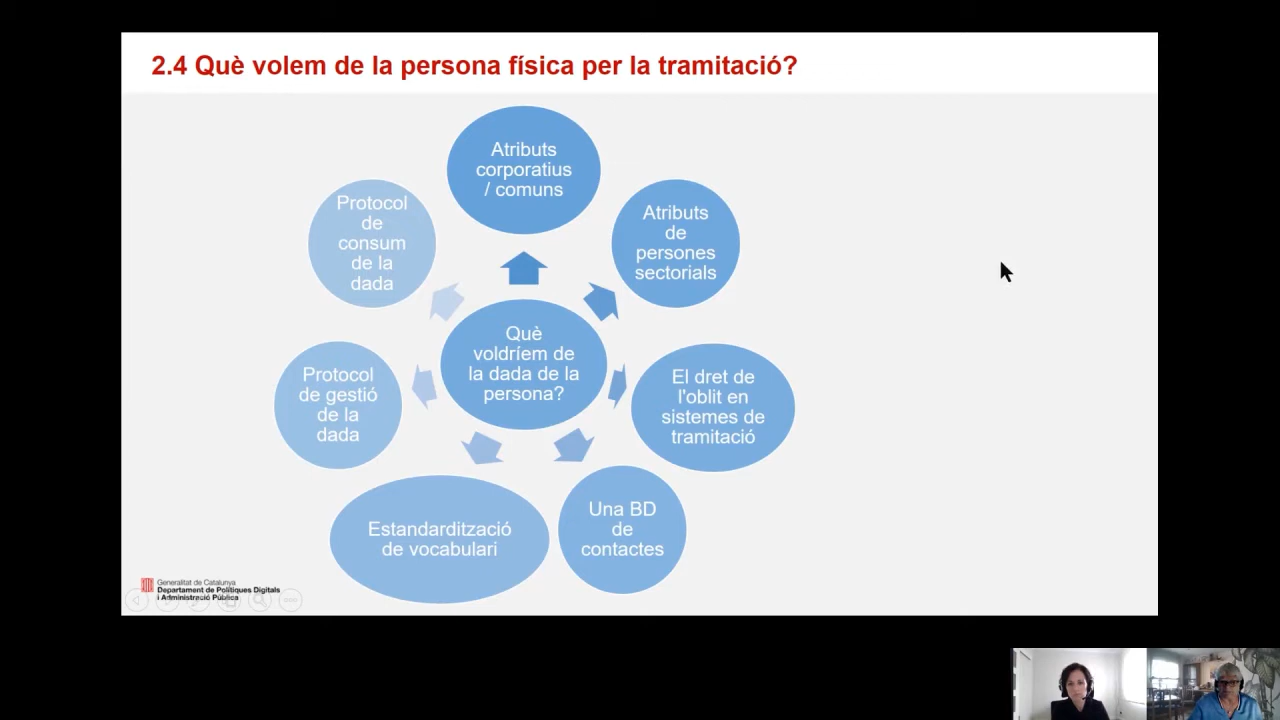 2.4 Què volem de la persona física per la tramitació?
Atributs
corporatius
/ comuns
Atributs
de
persones
sectorials
El dret de
l'oblit en
sistemes de
tramitació
Una BD
de
contactes
Estandardització
de vocabulari
Protocol
de gestió
de la
dada
Protocol
de
consum
de la
dada
Què
voldríem de
la dada de la
persona?
Generalitat de Catalunya
Departament de Polítiques Digitals
i Administració Pública